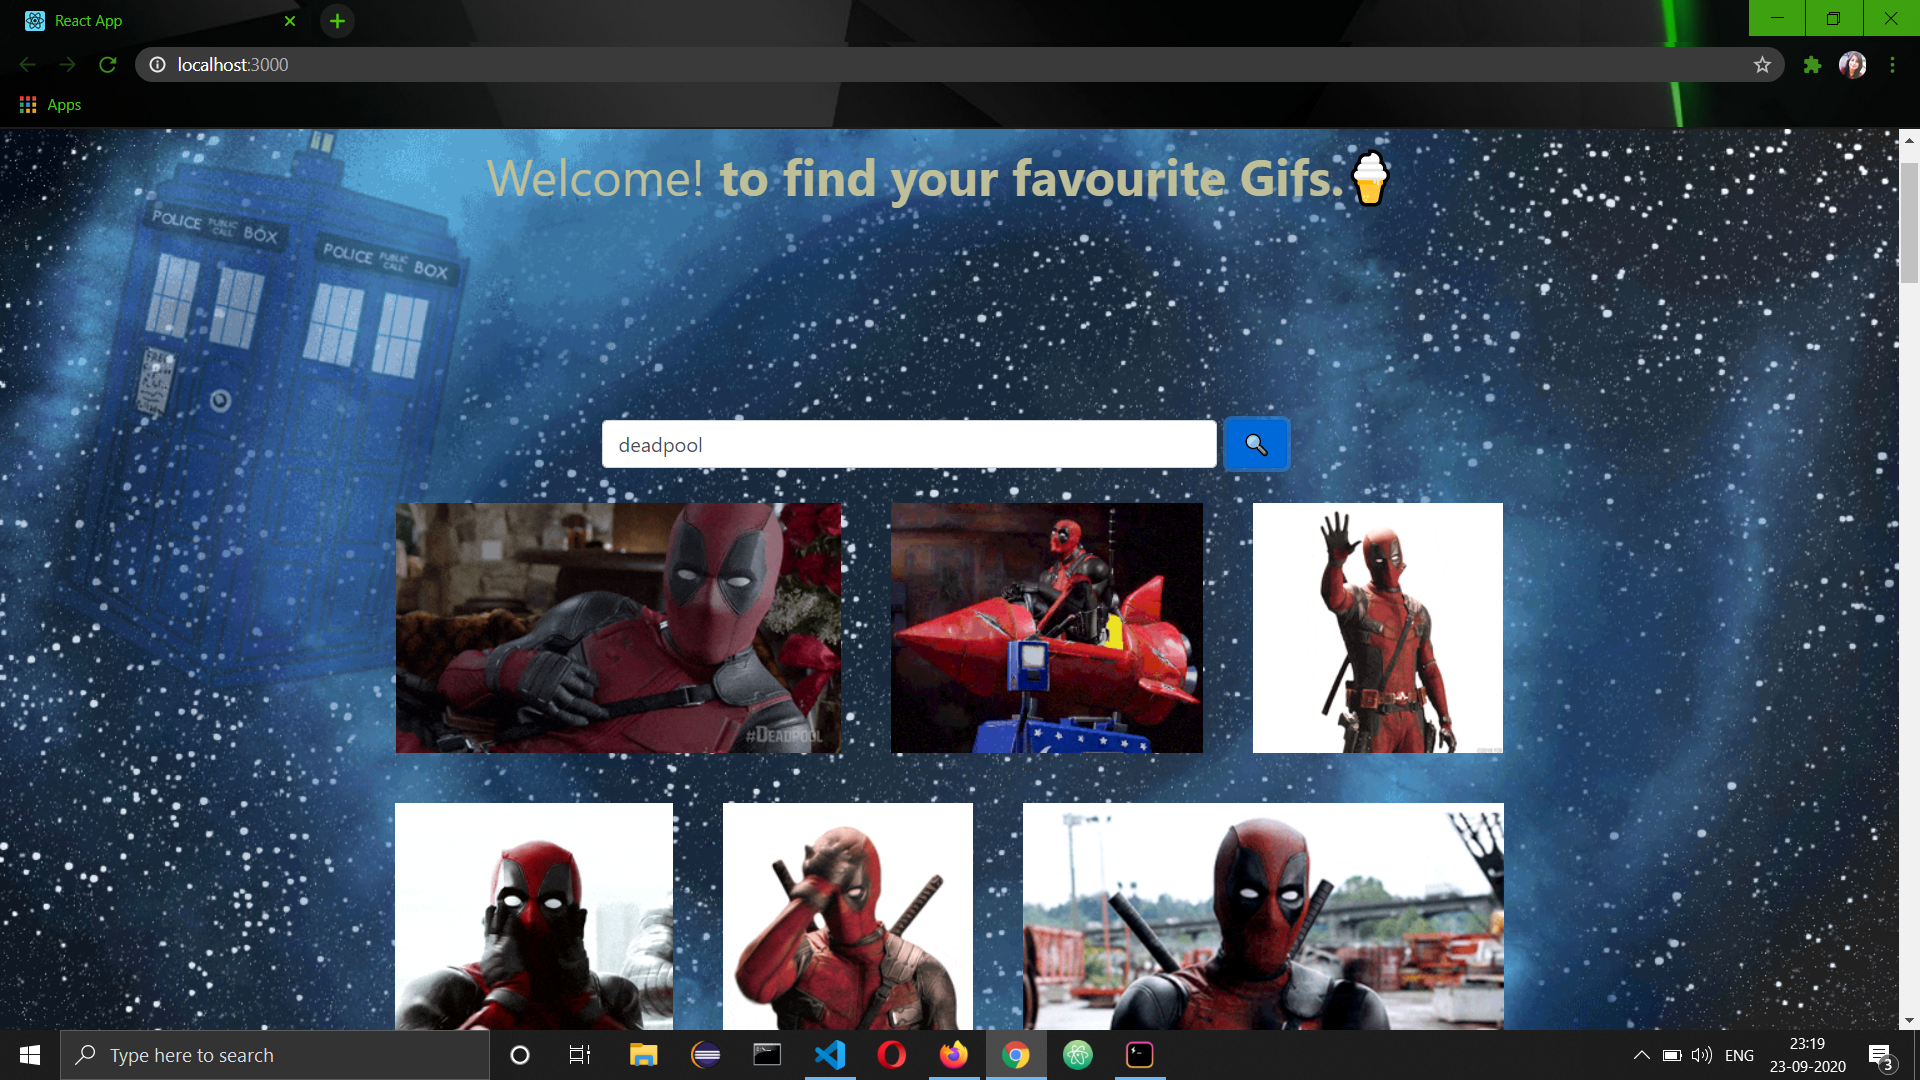 React App
localhost:3000
Apps
Welcome! to find your favourite Gifs.
POLICE PUBLIC CALL BOX
POLICE PUBLIC CALL BOX
deadpool
#DEADPOOL
Type here to search
ENG
23:19
23-09-2020
3